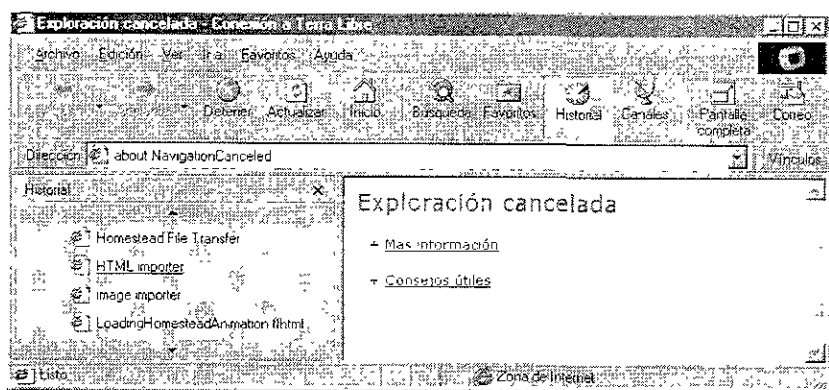 Exploración cancelada - Conexión a Terra Libre
Archivo Edición Ver Ir a Favoritos Ayuda
Detener Actualizar Inicio Búsqueda Favoritos Historial Canales Pantalla completa Correo
Dirección about NavigationCanceled Vínculos
Historial
Homestead File Transfer
HTML importer
image importer
LoadingHomesteadAnimation
Exploración cancelada
Mas información
Consejos útiles
Listo Zona de Internet